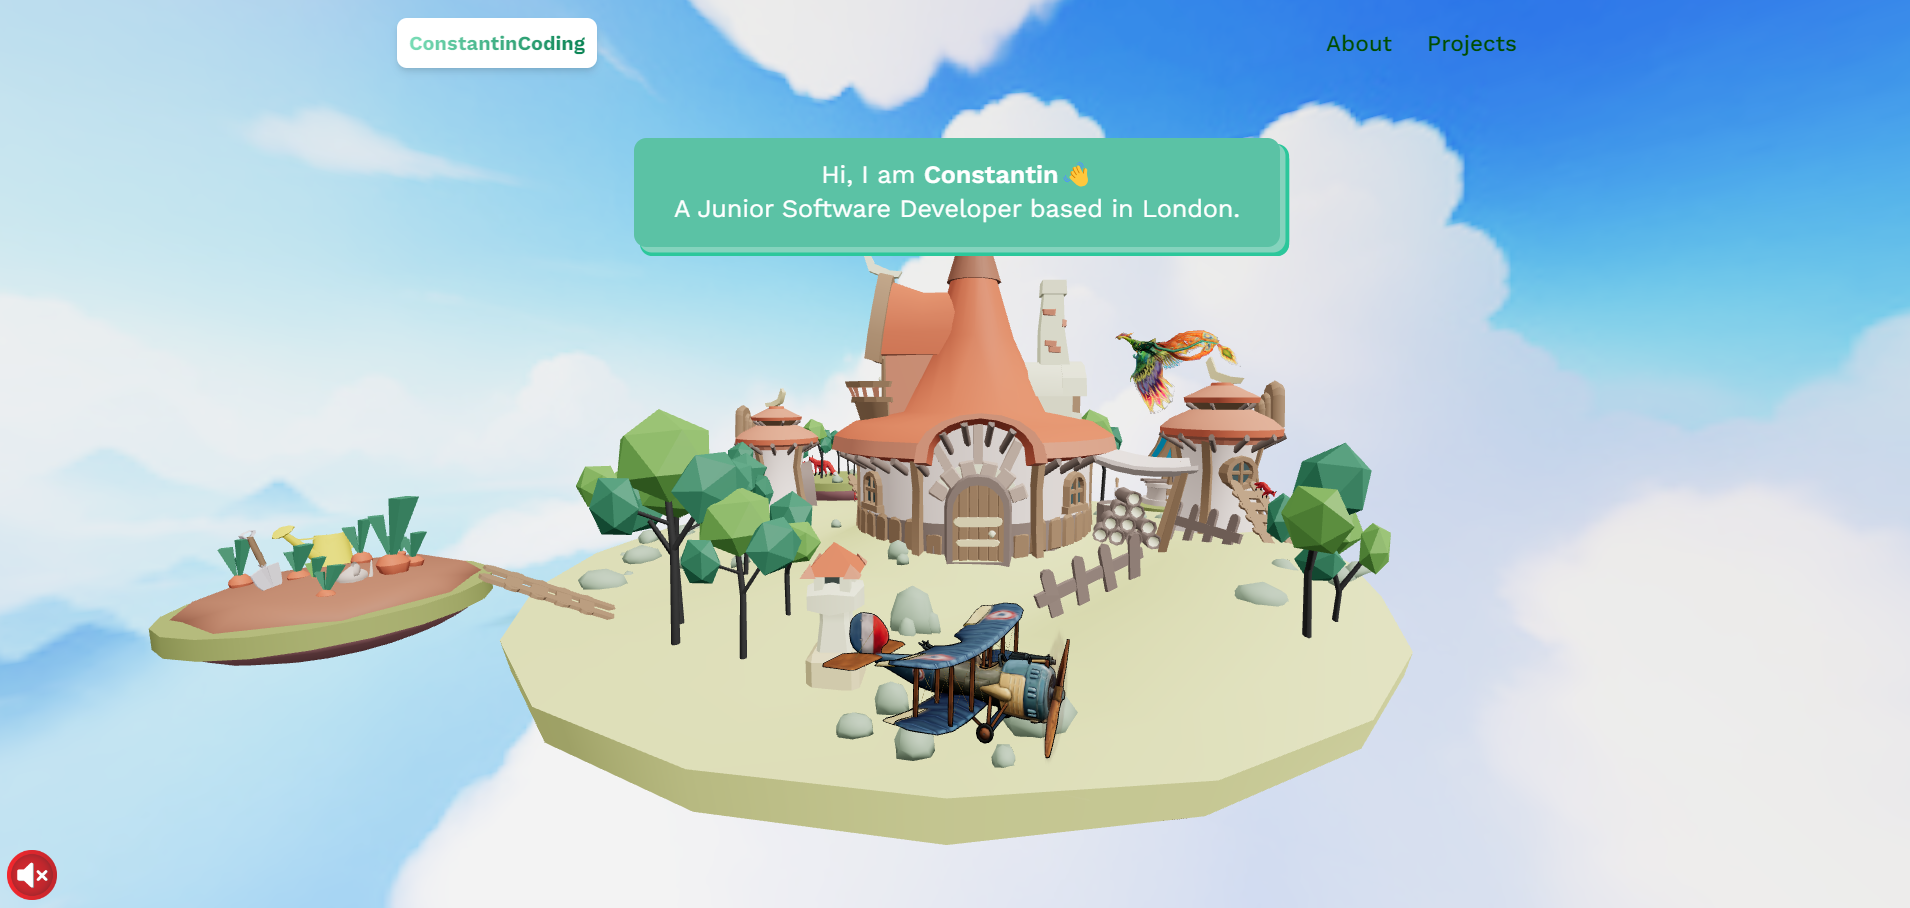 ConstantinCoding
About
Projects
Hi, I am Constantin 👋
A Junior Software Developer based in London.